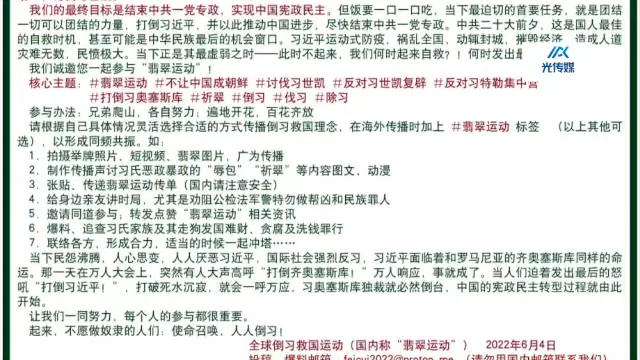 我们的最终目标是结束中共一党专政，实现中国宪政民主。但饭要一口一口吃，当下最迫切的首要任务，就是团结
一切可以团结的力量，打倒习近平，并以此推动中国进步，尽快结束中共一党专政。中共二十大前夕，这是国人最佳
的自救时机，甚至可能是中华民族最后的机会窗口。习近平运动式防疫，祸乱全国，动辄封城，摧毁经济，造成人道
灾难无数，民愤极大。当下正是其最虚弱之时——此时不起来，我们何时起来自救？！何时发出最
我们诚邀您一起参与“翡翠运动”！
光传媒
核心主题：#翡翠运动 #不让中国成朝鲜 #讨伐习世凯 #反对习世凯复辟 #反对习特勒集中营
#打倒习奥塞斯库 #祈翠 #倒习 #伐习 #除习
参与办法：兄弟爬山，各自努力；遍地开花，百花齐放
请根据自己具体情况灵活选择合适的方式传播倒习救国理念，在海外传播时加上 #翡翠运动 标签 （以上其他可
选），以形成同频共振。如：
1. 拍摄举牌照片、短视频、翡翠图片，广为传播
2. 制作传播声讨习氏恶政暴政的“辱包”“祈翠”等内容图文、动漫
3. 张贴、传递翡翠运动传单（国内请注意安全）
4. 给身边亲友讲时局，尤其是劝阻公检法军警特勿做帮凶和民族罪人
5. 邀请同道参与；转发点赞“翡翠运动”相关资讯
6. 爆料、追查习氏家族及其走狗发国难财、贪腐及洗钱罪行
7. 联络各方，形成合力，适当的时候一起冲塔……
当下民怨沸腾，人心思变，人人厌恶习近平，国际社会强烈反习，习近平面临着和罗马尼亚的齐奥塞斯库同样的命
运。那一天在万人大会上，突然有人大声高呼“打倒齐奥塞斯库！”万人响应，事就成了。当人们迫着发出最后的怒
吼“打倒习近平！”，打破死水沉寂，就会一呼万应，习奥塞斯库独裁就必然倒台，中国的宪政民主转型过程就由此
开始。
让我们一同努力，每个人的参与都很重要。
起来，不愿做奴隶的人们：使命召唤，人人倒习！
全球倒习救国运动（国内称“翡翠运动”） 2022年6月4日
投稿、爆料邮箱 feicui2022@proton.me （请勿用国内邮箱联系我们）